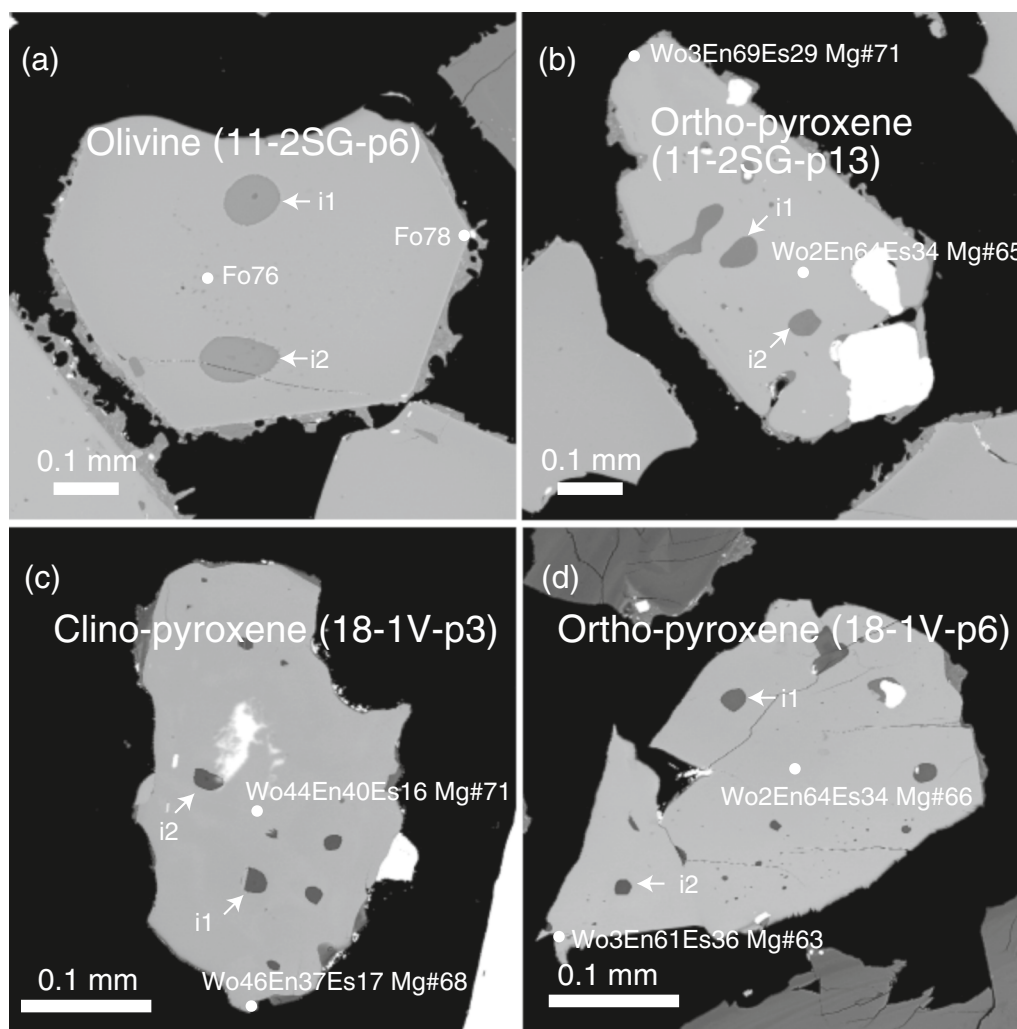 (a)
Olivine (11-2SG-p6)
i1
Fo78
Fo76
i2
0.1 mm
(b)
Wo3En69Es29 Mg#71
Ortho-pyroxene
(11-2SG-p13)
i1
Wo2En64Es34 Mg#65
i2
0.1 mm
(c)
Clino-pyroxene (18-1V-p3)
Wo44En40Es16 Mg#71
i2
i1
Wo46En37Es17 Mg#68
0.1 mm
(d)
Ortho-pyroxene (18-1V-p6)
i1
Wo2En64Es34 Mg#66
i2
Wo3En61Es36 Mg#63
0.1 mm